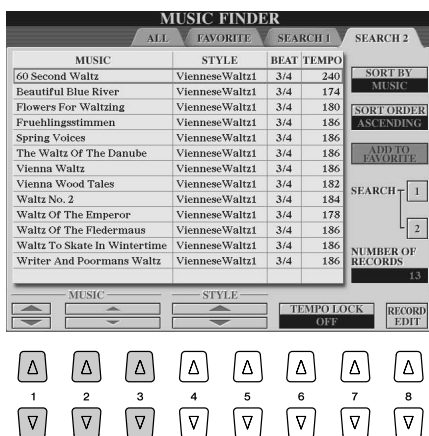 MUSIC FINDER
ALL FAVORITE SEARCH 1 SEARCH 2
MUSIC STYLE BEAT TEMPO
60 Second Waltz VienneseWaltz1 3/4 240
Beautiful Blue River VienneseWaltz1 3/4 174
Flowers For Waltzing VienneseWaltz1 3/4 180
Fruehlingsstimmen VienneseWaltz1 3/4 186
Spring Voices VienneseWaltz1 3/4 186
The Waltz Of The Danube VienneseWaltz1 3/4 186
Vienna Waltz VienneseWaltz1 3/4 186
Vienna Wood Tales VienneseWaltz1 3/4 182
Waltz No. 2 VienneseWaltz1 3/4 184
Waltz Of The Emperor VienneseWaltz1 3/4 178
Waltz Of The Fledermaus VienneseWaltz1 3/4 186
Waltz To Skate In Wintertime VienneseWaltz1 3/4 186
Writer And Poormans Waltz VienneseWaltz1 3/4 186
SORT BY
MUSIC
SORT ORDER
ASCENDING
ADD TO
FAVORITE
SEARCH 1
2
NUMBER OF
RECORDS
13
MUSIC STYLE
TEMPO LOCK
OFF
RECORD
EDIT
1 2 3 4 5 6 7 8